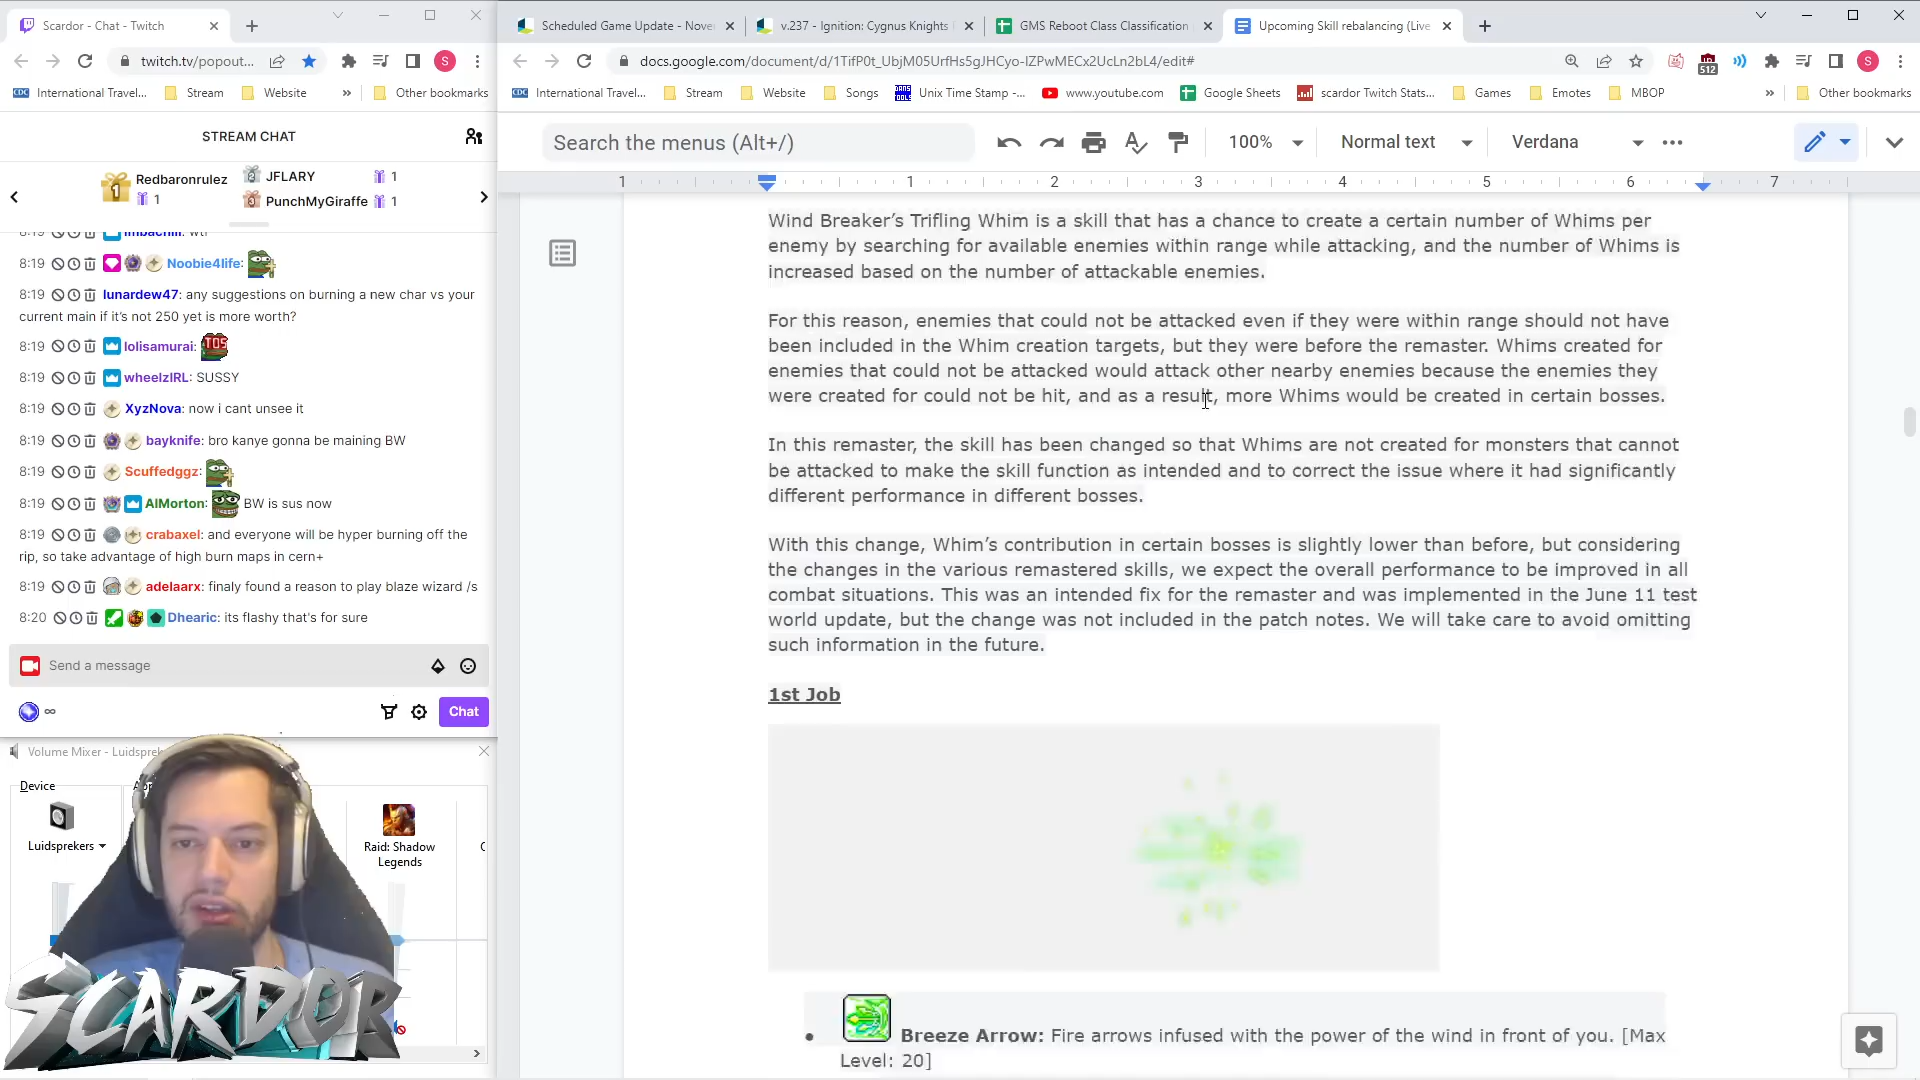 Scardor - Chat - Twitch
Scheduled Game Update - Nove
v.237 - Ignition: Cygnus Knights
GMS Reboot Class Classification
Upcoming Skill rebalancing (Live
twitch.tv/popout...
docs.google.com/document/d/1TifP0t_UbjM05UrfHs5gJHCyo-IZPwMECx2UcLn2bL4/edit#
International Travel...
Stream
Website
Other bookmarks
International Travel...
Stream
Website
Songs
Unix Time Stamp -...
www.youtube.com
Google Sheets
scardor Twitch Stats...
Games
Emotes
MBOP
Other bookmarks
STREAM CHAT
Redbaronrulez
1
JFLARY 1
PunchMyGiraffe 1
8:19 imbachill: wtf
8:19 Noobie4life:
8:19 lunardew47: any suggestions on burning a new char vs your
current main if it's not 250 yet is more worth?
8:19 lolisamurai: TOS
8:19 wheelzIRL: SUSSY
8:19 XyzNova: now i cant unsee it
8:19 bayknife: bro kanye gonna be maining BW
8:19 Scuffedggz:
8:19 AlMorton: BW is sus now
8:19 crabaxel: and everyone will be hyper burning off the
rip, so take advantage of high burn maps in cern+
8:19 adelaarx: finaly found a reason to play blaze wizard /s
8:20 Dhearic: its flashy that's for sure
Send a message
∞
Chat
Volume Mixer - Luidsprek
Device
Luidsprekers
Raid: Shadow
Legends
SCARDOR
Search the menus (Alt+/)
100%
Normal text
Verdana
1 1 2 3 4 5 6 7
Wind Breaker's Trifling Whim is a skill that has a chance to create a certain number of Whims per
enemy by searching for available enemies within range while attacking, and the number of Whims is
increased based on the number of attackable enemies.
For this reason, enemies that could not be attacked even if they were within range should not have
been included in the Whim creation targets, but they were before the remaster. Whims created for
enemies that could not be attacked would attack other nearby enemies because the enemies they
were created for could not be hit, and as a result, more Whims would be created in certain bosses.
In this remaster, the skill has been changed so that Whims are not created for monsters that cannot
be attacked to make the skill function as intended and to correct the issue where it had significantly
different performance in different bosses.
With this change, Whim's contribution in certain bosses is slightly lower than before, but considering
the changes in the various remastered skills, we expect the overall performance to be improved in all
combat situations. This was an intended fix for the remaster and was implemented in the June 11 test
world update, but the change was not included in the patch notes. We will take care to avoid omitting
such information in the future.
1st Job
Breeze Arrow: Fire arrows infused with the power of the wind in front of you. [Max
Level: 20]